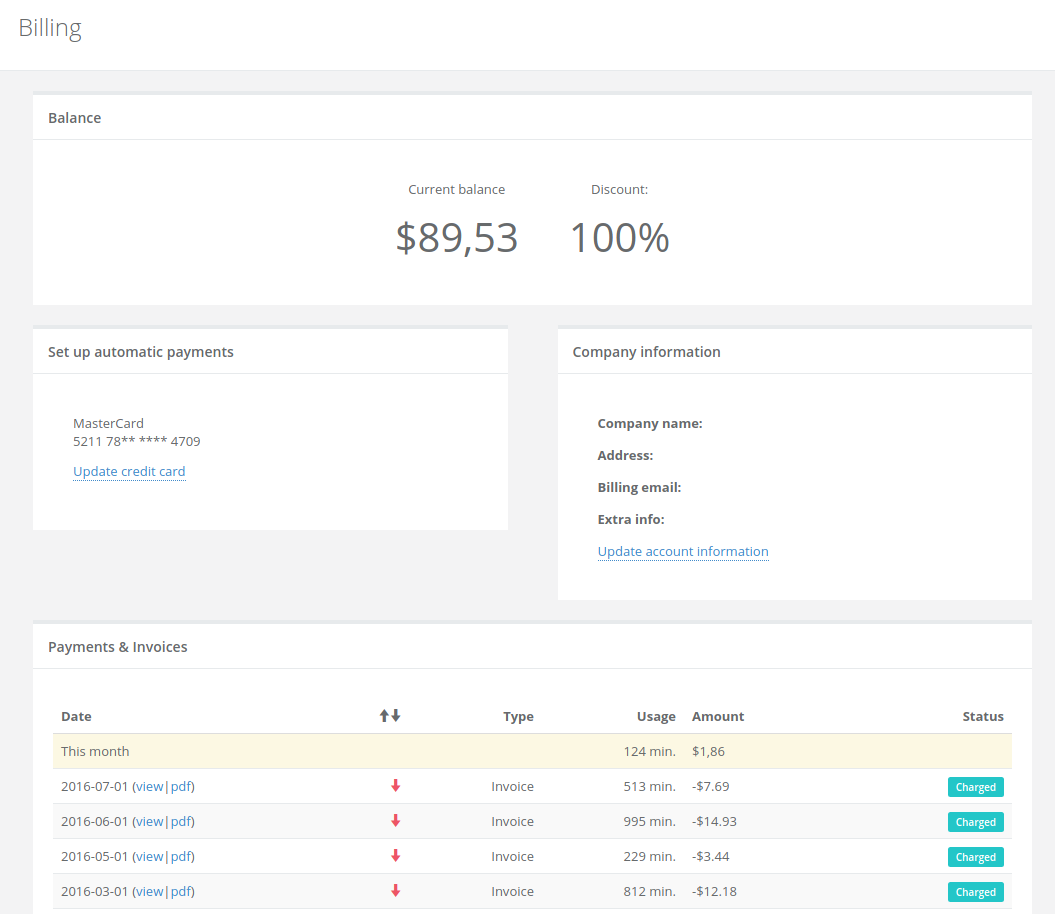 Billing
Balance
Current balance Discount:
$89,53 100%
Set up automatic payments
MasterCard
5211 78** **** 4709
Update credit card
Company information
Company name:
Address:
Billing email:
Extra info:
Update account information
Payments & Invoices
Date Type Usage Amount Status
This month 124 min. $1,86
2016-07-01 (view|pdf) Invoice 513 min. -$7.69 Charged
2016-06-01 (view|pdf) Invoice 995 min. -$14.93 Charged
2016-05-01 (view|pdf) Invoice 229 min. -$3.44 Charged
2016-03-01 (view|pdf) Invoice 812 min. -$12.18 Charged